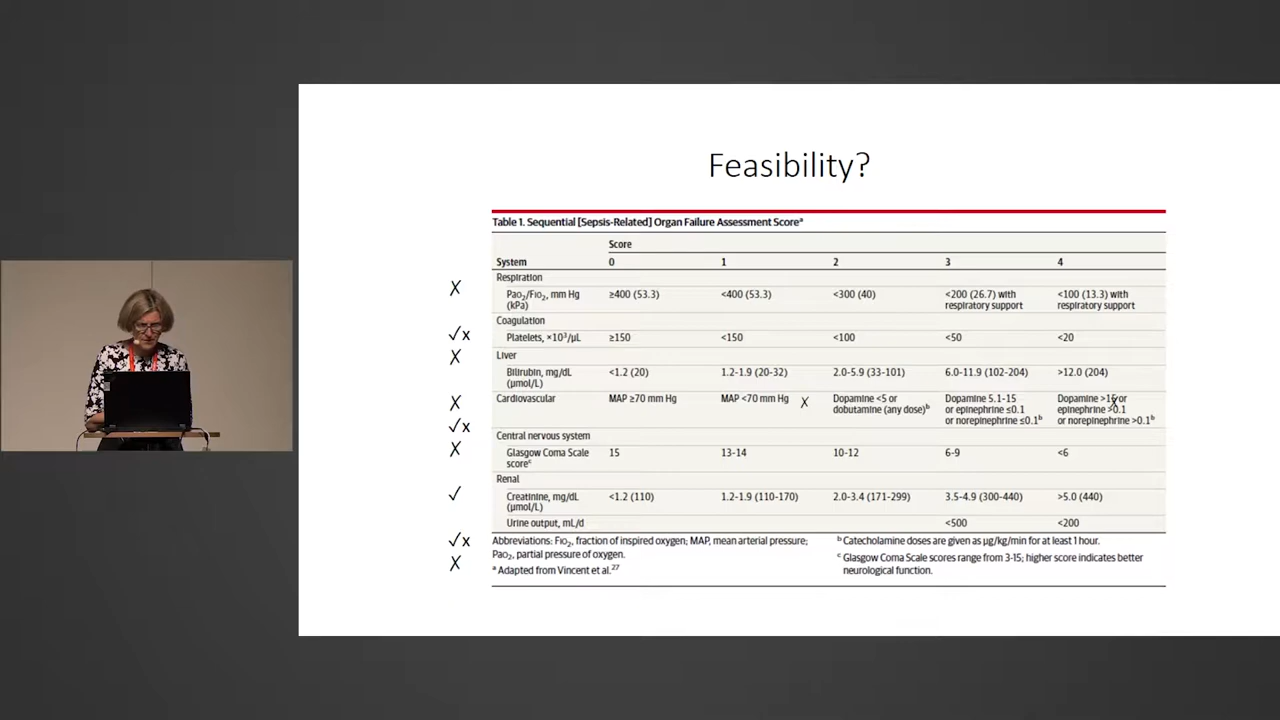 Feasibility?
Table 1. Sequential [Sepsis-Related] Organ Failure Assessment Scoreᵃ
Score
System 0 1 2 3 4
X Respiration
Pao₂/Fio₂, mm Hg (kPa) ≥400 (53.3) <400 (53.3) <300 (40) <200 (26.7) with respiratory support <100 (13.3) with respiratory support
Coagulation
✓x Platelets, ×10³/μL ≥150 <150 <100 <50 <20
X Liver
Bilirubin, mg/dL (μmol/L) <1.2 (20) 1.2-1.9 (20-32) 2.0-5.9 (33-101) 6.0-11.9 (102-204) >12.0 (204)
X Cardiovascular MAP ≥70 mm Hg MAP <70 mm Hg X Dopamine <5 or dobutamine (any dose)ᵇ Dopamine 5.1-15 or epinephrine ≤0.1 or norepinephrine ≤0.1ᵇ Dopamine >15 or epinephrine >0.1 or norepinephrine >0.1ᵇ X
✓x
X Central nervous system
Glasgow Coma Scale scoreᶜ 15 13-14 10-12 6-9 <6
Renal
✓ Creatinine, mg/dL (μmol/L) <1.2 (110) 1.2-1.9 (110-170) 2.0-3.4 (171-299) 3.5-4.9 (300-440) >5.0 (440)
Urine output, mL/d <500 <200
✓x Abbreviations: Fio₂, fraction of inspired oxygen; MAP, mean arterial pressure;
X Pao₂, partial pressure of oxygen.
ᵃ Adapted from Vincent et al.²⁷
ᵇ Catecholamine doses are given as μg/kg/min for at least 1 hour.
ᶜ Glasgow Coma Scale scores range from 3-15; higher score indicates better
neurological function.